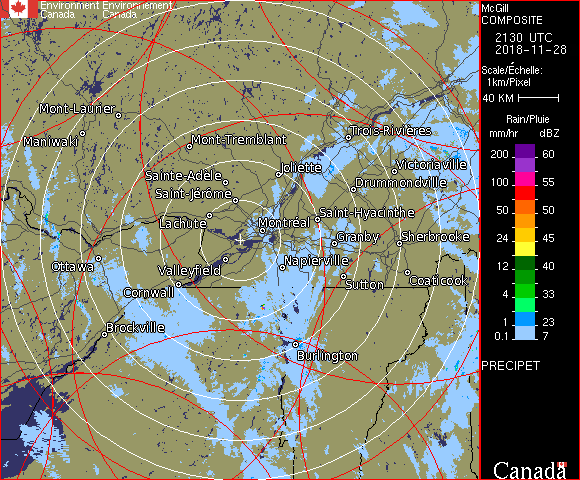 Environment Environnement
Canada Canada
McGill
COMPOSITE
2130 UTC
2018-11-28
Scale/Échelle:
1km/Pixel
40 KM
Rain/Pluie
mm/hr dBZ
200 60
100 55
50 50
24 45
12 40
4 33
1 23
0.1 7
PRECIPET
Canada
Mont-Laurier
Maniwaki
Mont-Tremblant
Trois-Rivières
Joliette
Victoriaville
Sainte-Adèle
Drummondville
Saint-Jérôme
Lachute
Saint-Hyacinthe
Montréal
Granby
Sherbrooke
Ottawa
Valleyfield
Napierville
Cornwall
Sutton
Coaticook
Brockville
Burlington